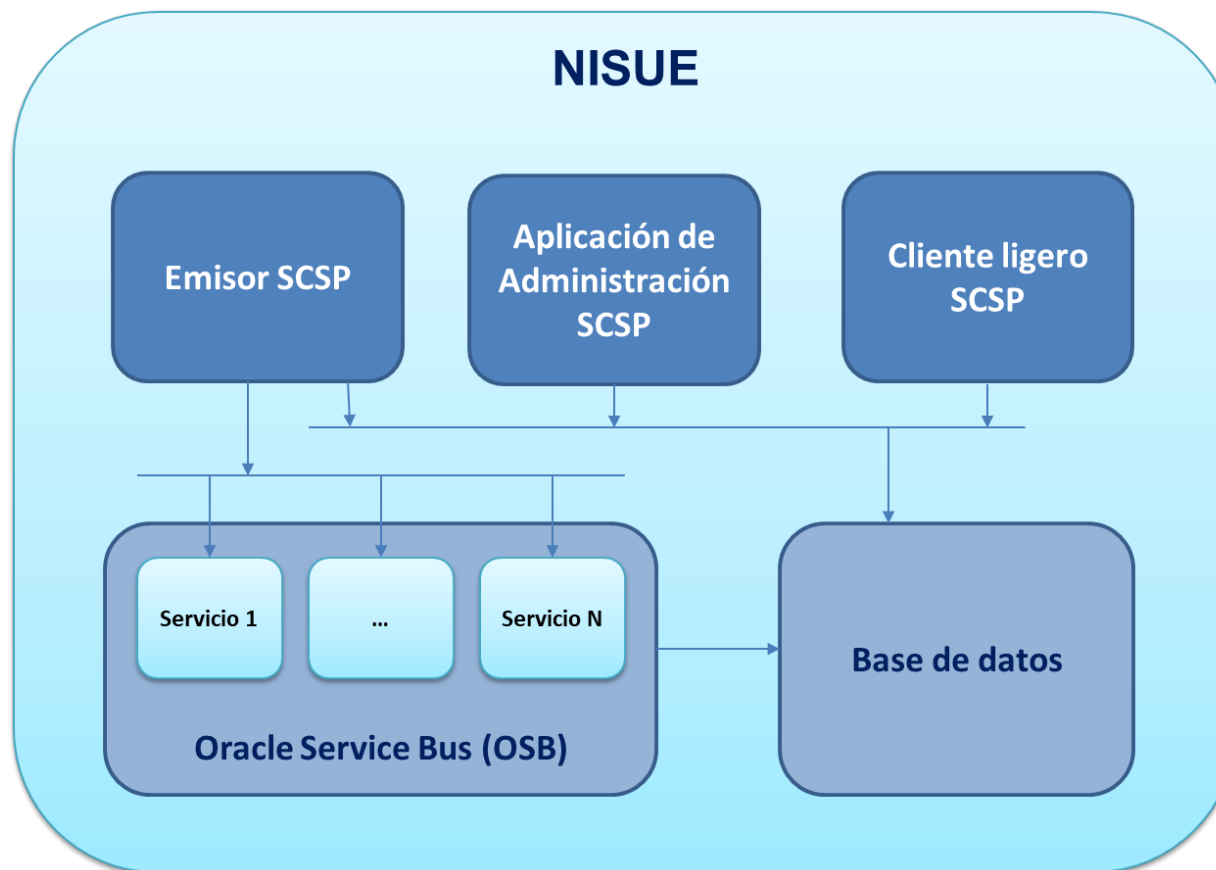 NISUE
Emisor SCSP
Aplicación de
Administración
SCSP
Cliente ligero
SCSP
Servicio 1
...
Servicio N
Oracle Service Bus (OSB)
Base de datos